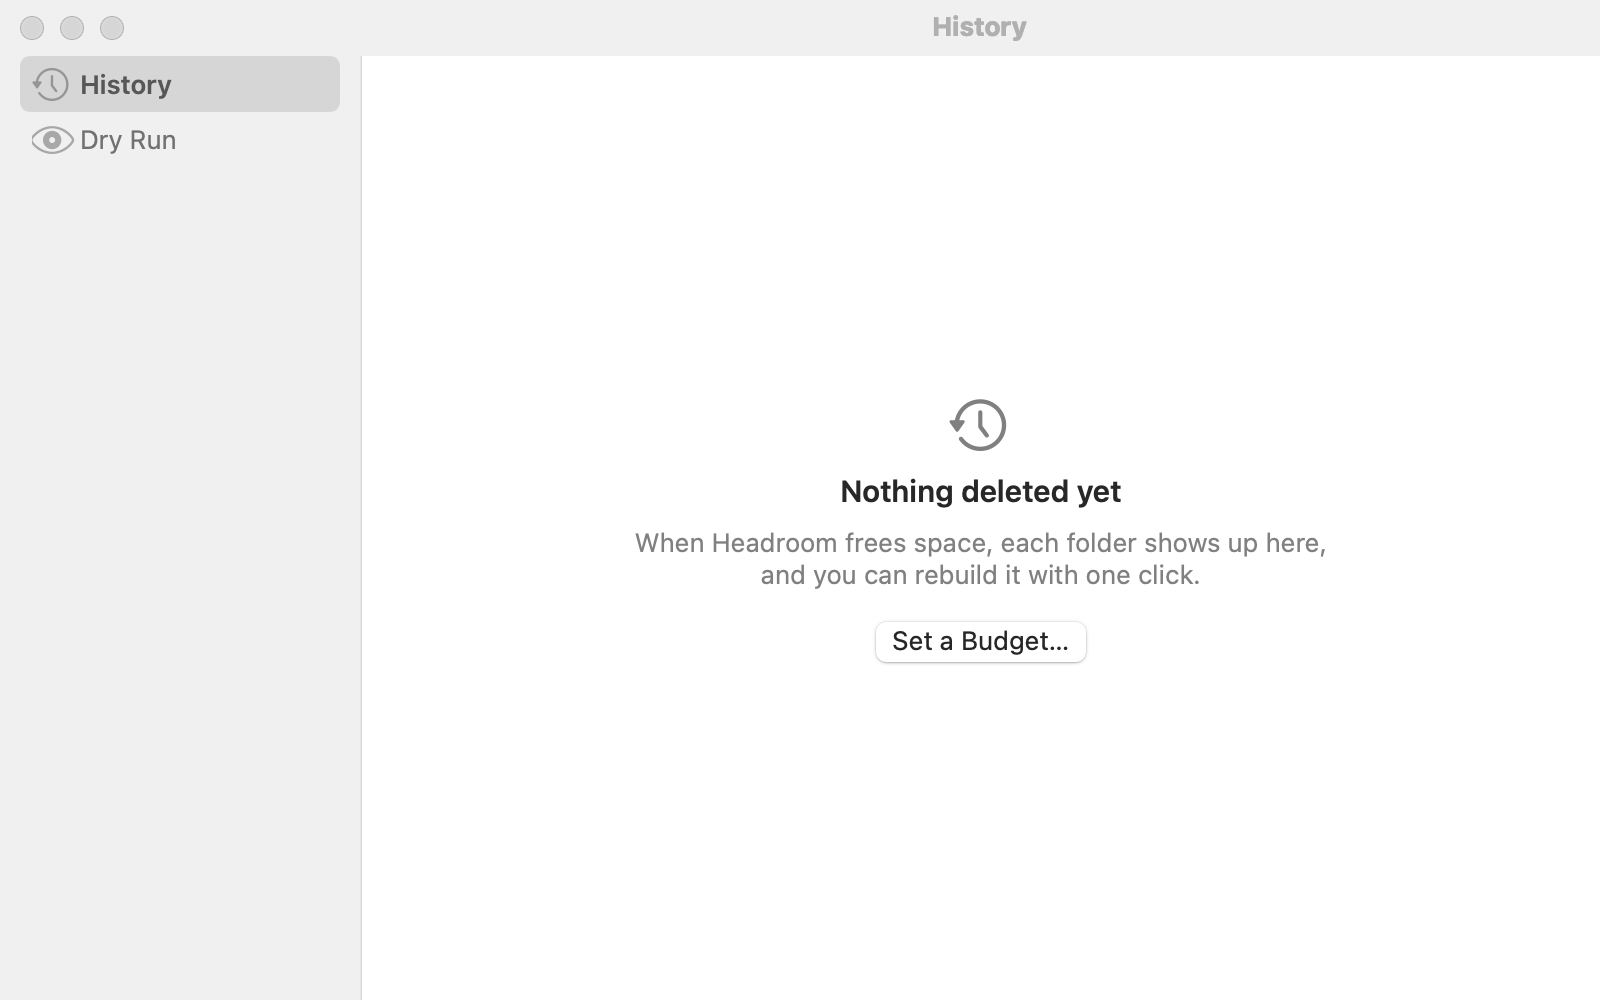 History
History
Dry Run
Nothing deleted yet
When Headroom frees space, each folder shows up here,
and you can rebuild it with one click.
Set a Budget...